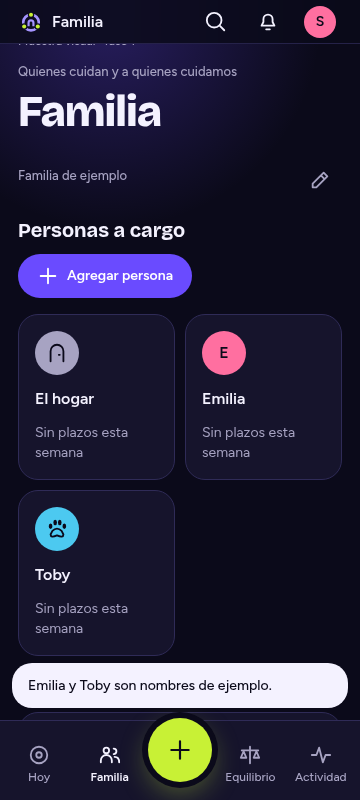 Familia
S
Quienes cuidan y a quienes cuidamos
Familia
Familia de ejemplo
Personas a cargo
Agregar persona
El hogar
Sin plazos esta
semana
E
Emilia
Sin plazos esta
semana
Toby
Sin plazos esta
semana
Emilia y Toby son nombres de ejemplo.
Hoy
Familia
Equilibrio
Actividad